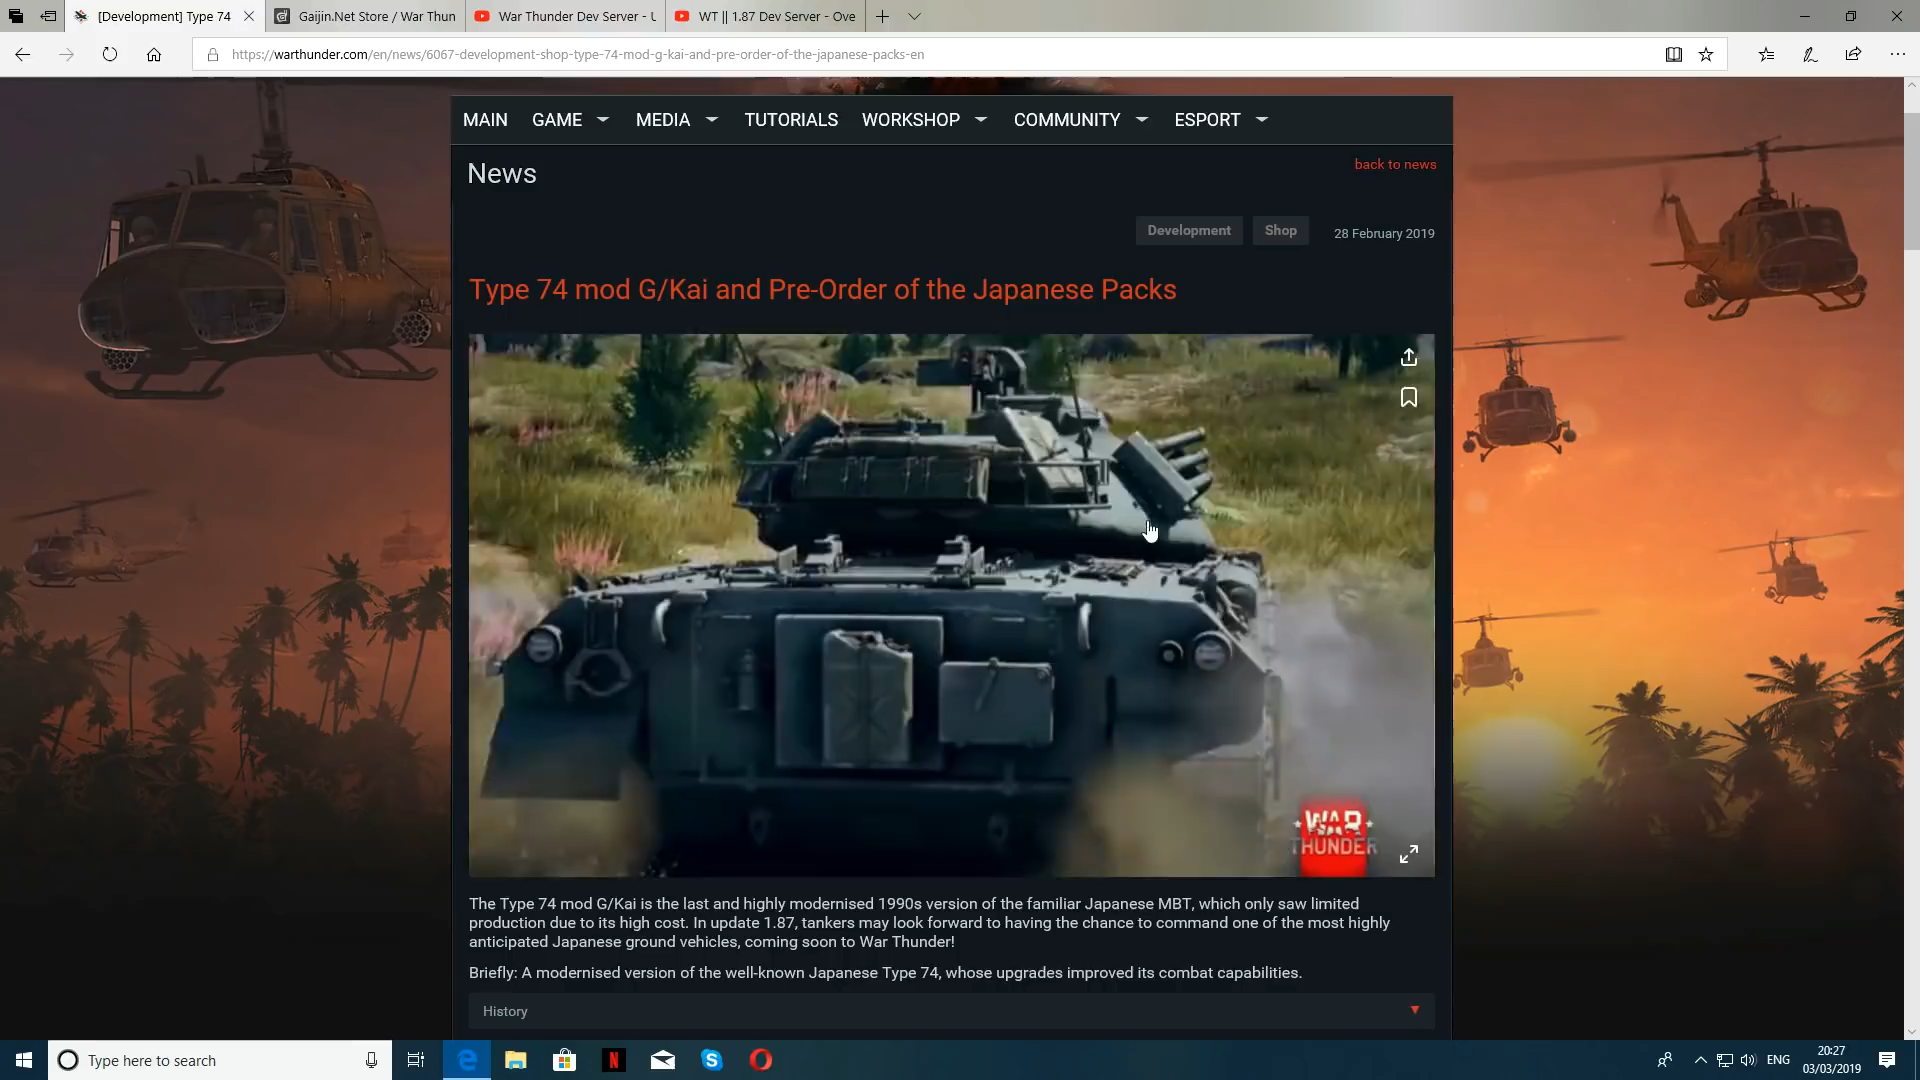 [Development] Type 74
Gaijin.Net Store / War Thun
War Thunder Dev Server - U
WT || 1.87 Dev Server - Ove
https://warthunder.com/en/news/6067-development-shop-type-74-mod-g-kai-and-pre-order-of-the-japanese-packs-en
MAIN GAME MEDIA TUTORIALS WORKSHOP COMMUNITY ESPORT
News
back to news
Development Shop 28 February 2019
Type 74 mod G/Kai and Pre-Order of the Japanese Packs
WAR
THUNDER
The Type 74 mod G/Kai is the last and highly modernised 1990s version of the familiar Japanese MBT, which only saw limited
production due to its high cost. In update 1.87, tankers may look forward to having the chance to command one of the most highly
anticipated Japanese ground vehicles, coming soon to War Thunder!
Briefly: A modernised version of the well-known Japanese Type 74, whose upgrades improved its combat capabilities.
History
Type here to search
ENG
20:27
03/03/2019